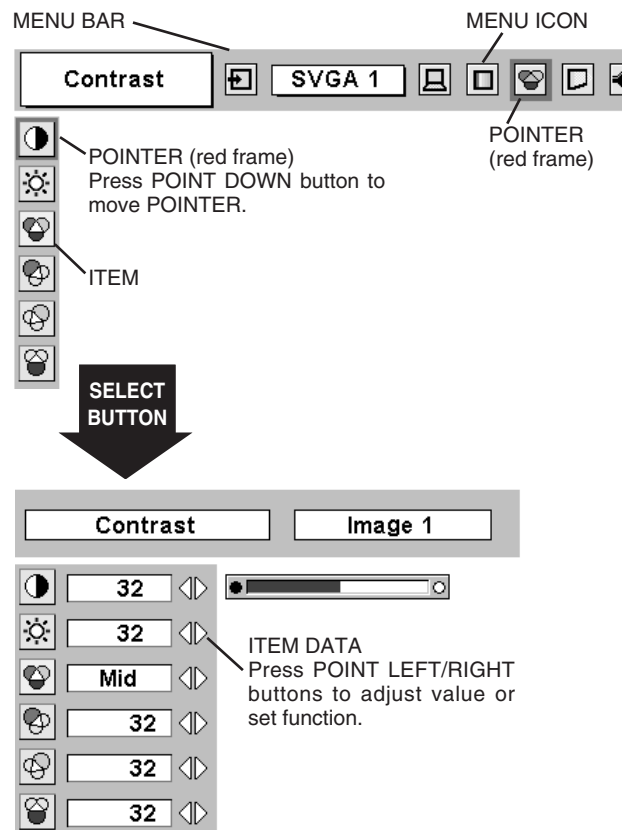 MENU BAR
MENU ICON
Contrast
SVGA 1
POINTER
(red frame)
POINTER (red frame)
Press POINT DOWN button to
move POINTER.
ITEM
SELECT
BUTTON
Contrast
Image 1
32
32
ITEM DATA
Press POINT LEFT/RIGHT
buttons to adjust value or
set function.
Mid
32
32
32